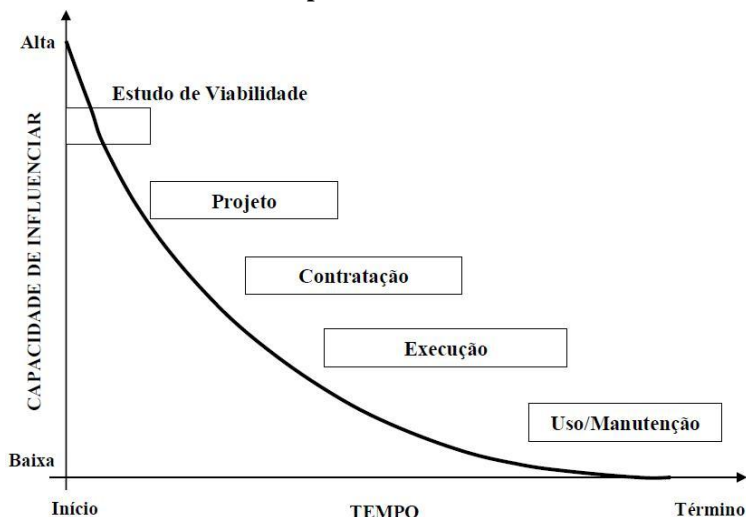 Alta
Estudo de Viabilidade
CAPACIDADE DE INFLUENCIAR
Projeto
Contratação
Execução
Uso/Manutenção
Baixa
Início
TEMPO
Término